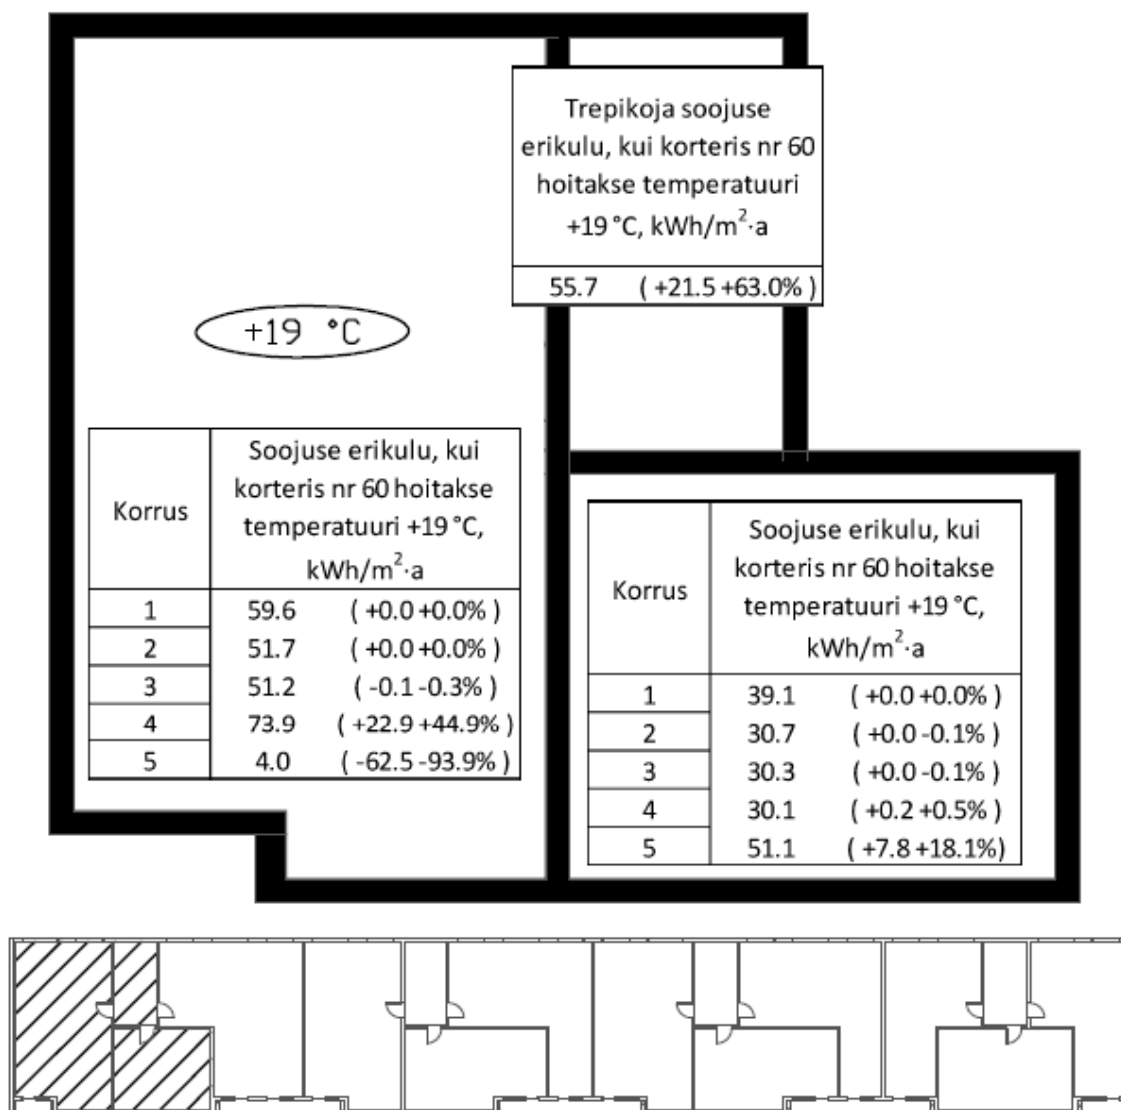 Trepikoja soojuse
erikulu, kui korteris nr 60
hoitakse temperatuuri
+19 °C, kWh/m²·a
55.7 ( +21.5 +63.0% )
+19 °C
Korrus
Soojuse erikulu, kui
korteris nr 60 hoitakse
temperatuuri +19 °C,
kWh/m²·a
1 59.6 ( +0.0 +0.0% )
2 51.7 ( +0.0 +0.0% )
3 51.2 ( -0.1 -0.3% )
4 73.9 ( +22.9 +44.9% )
5 4.0 ( -62.5 -93.9% )
Korrus
Soojuse erikulu, kui
korteris nr 60 hoitakse
temperatuuri +19 °C,
kWh/m²·a
1 39.1 ( +0.0 +0.0% )
2 30.7 ( +0.0 -0.1% )
3 30.3 ( +0.0 -0.1% )
4 30.1 ( +0.2 +0.5% )
5 51.1 ( +7.8 +18.1%)